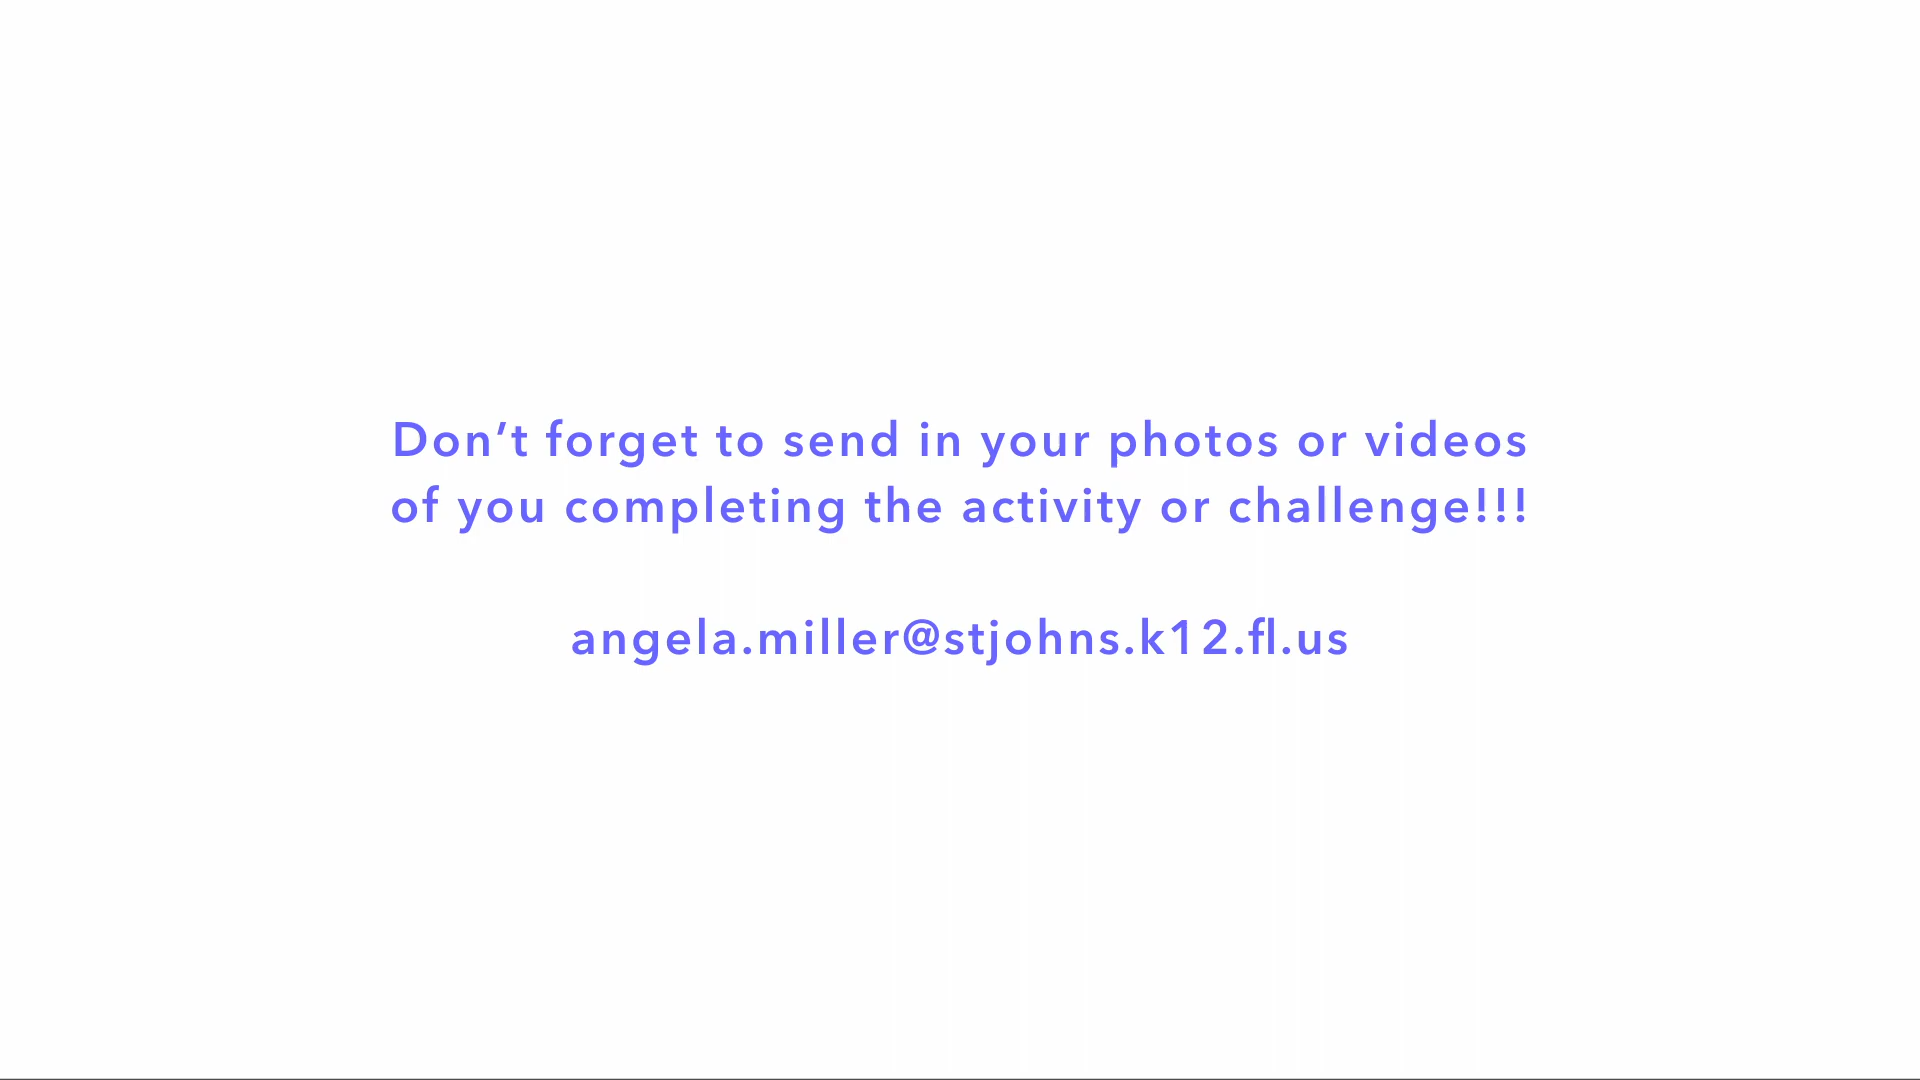 Don’t forget to send in your photos or videos
of you completing the activity or challenge!!!
angela.miller@stjohns.k12.fl.us